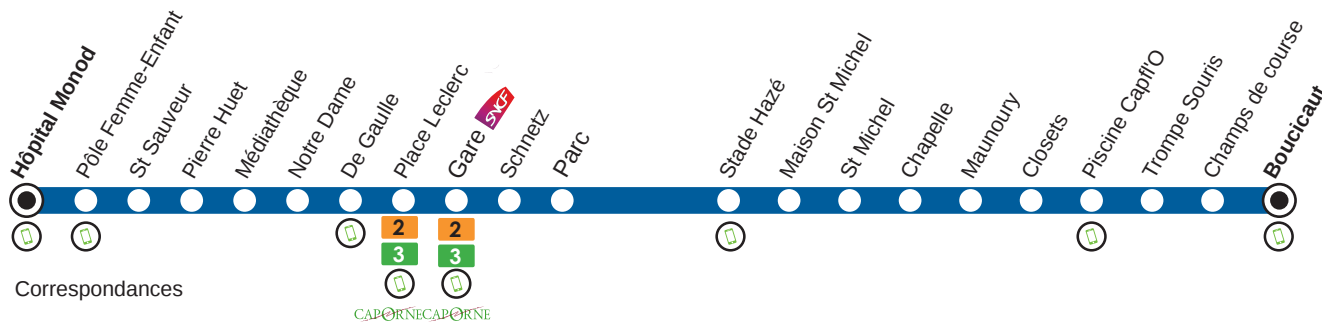 Hôpital Monod
Pôle Femme-Enfant
St Sauveur
Pierre Huet
Médiathèque
Notre Dame
De Gaulle
Place Leclerc
Gare SNCF
Schmetz
Parc
Stade Hazé
Maison St Michel
St Michel
Chapelle
Maunoury
Closets
Piscine Capfl'O
Trompe Souris
Champs de course
Boucicaut
2 2
3 3
Correspondances
CAPORNE CAPORNE